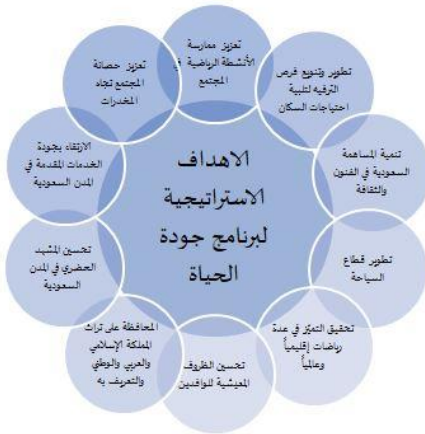 الاهداف
الاستراتيجية
لبرنامج جودة
الحياة
تعزيز ممارسة
الأنشطة الرياضية في
المجتمع
تطوير وتنويع فرص
الترفيه لتلبية
احتياجات السكان
تنمية المساهمة
السعودية في الفنون
والثقافة
تطوير قطاع
السياحة
تحقيق التميّز في عدة
رياضات إقليمياً
وعالمياً
تحسين الظروف
المعيشية للوافدين
المحافظة على تراث
المملكة الإسلامي
والعربي والوطني
والتعريف به
تحسين المشهد
الحضري في المدن
السعودية
الارتقاء بجودة
الخدمات المقدمة في
المدن السعودية
تعزيز حصانة
المجتمع تجاه
المخدرات